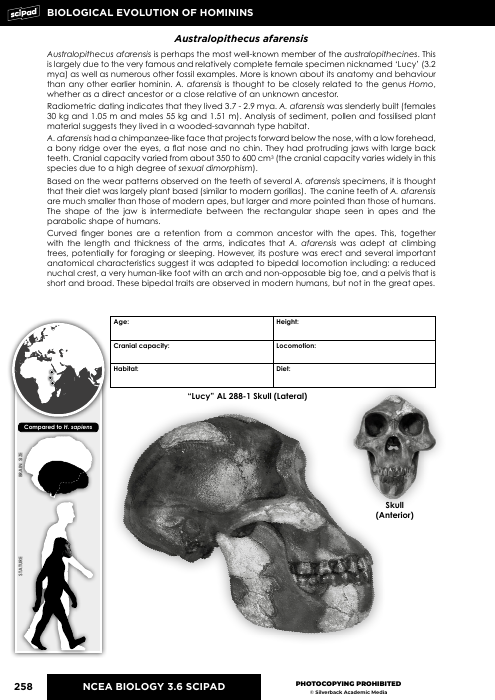 scipad BIOLOGICAL EVOLUTION OF HOMININS
Australopithecus afarensis
Australopithecus afarensis is perhaps the most well-known member of the australopithecines. This
is largely due to the very famous and relatively complete female specimen nicknamed 'Lucy' (3.2
mya) as well as numerous other fossil examples. More is known about its anatomy and behaviour
than any other earlier hominin. A. afarensis is thought to be closely related to the genus Homo,
whether as a direct ancestor or a close relative of an unknown ancestor.
Radiometric dating indicates that they lived 3.7 - 2.9 mya. A. afarensis was slenderly built (females
30 kg and 1.05 m and males 55 kg and 1.51 m). Analysis of sediment, pollen and fossilised plant
material suggests they lived in a wooded-savannah type habitat.
A. afarensis had a chimpanzee-like face that projects forward below the nose, with a low forehead,
a bony ridge over the eyes, a flat nose and no chin. They had protruding jaws with large back
teeth. Cranial capacity varied from about 350 to 600 cm³ (the cranial capacity varies widely in this
species due to a high degree of sexual dimorphism).
Based on the wear patterns observed on the teeth of several A. afarensis specimens, it is thought
that their diet was largely plant based (similar to modern gorillas). The canine teeth of A. afarensis
are much smaller than those of modern apes, but larger and more pointed than those of humans.
The shape of the jaw is intermediate between the rectangular shape seen in apes and the
parabolic shape of humans.
Curved finger bones are a retention from a common ancestor with the apes. This, together
with the length and thickness of the arms, indicates that A. afarensis was adept at climbing
trees, potentially for foraging or sleeping. However, its posture was erect and several important
anatomical characteristics suggest it was adapted to bipedal locomotion including: a reduced
nuchal crest, a very human-like foot with an arch and non-opposable big toe, and a pelvis that is
short and broad. These bipedal traits are observed in modern humans, but not in the great apes.
Age: Height:
Cranial capacity: Locomotion:
Habitat: Diet:
"Lucy" AL 288-1 Skull (Lateral)
Compared to H. sapiens
BRAIN SIZE
Skull
(Anterior)
STATURE
258 NCEA BIOLOGY 3.6 SCIPAD PHOTOCOPYING PROHIBITED
© Silverback Academic Media